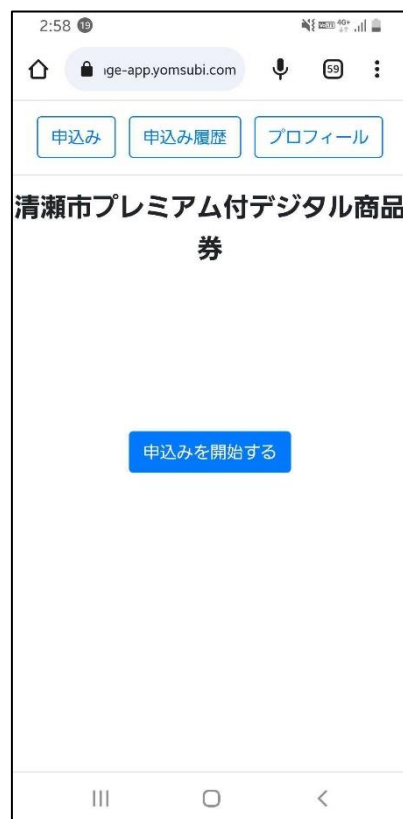 2:58 19
ige-app.yomsubi.com 59
申込み 申込み履歴 プロフィール
清瀬市プレミアム付デジタル商品
券
申込みを開始する